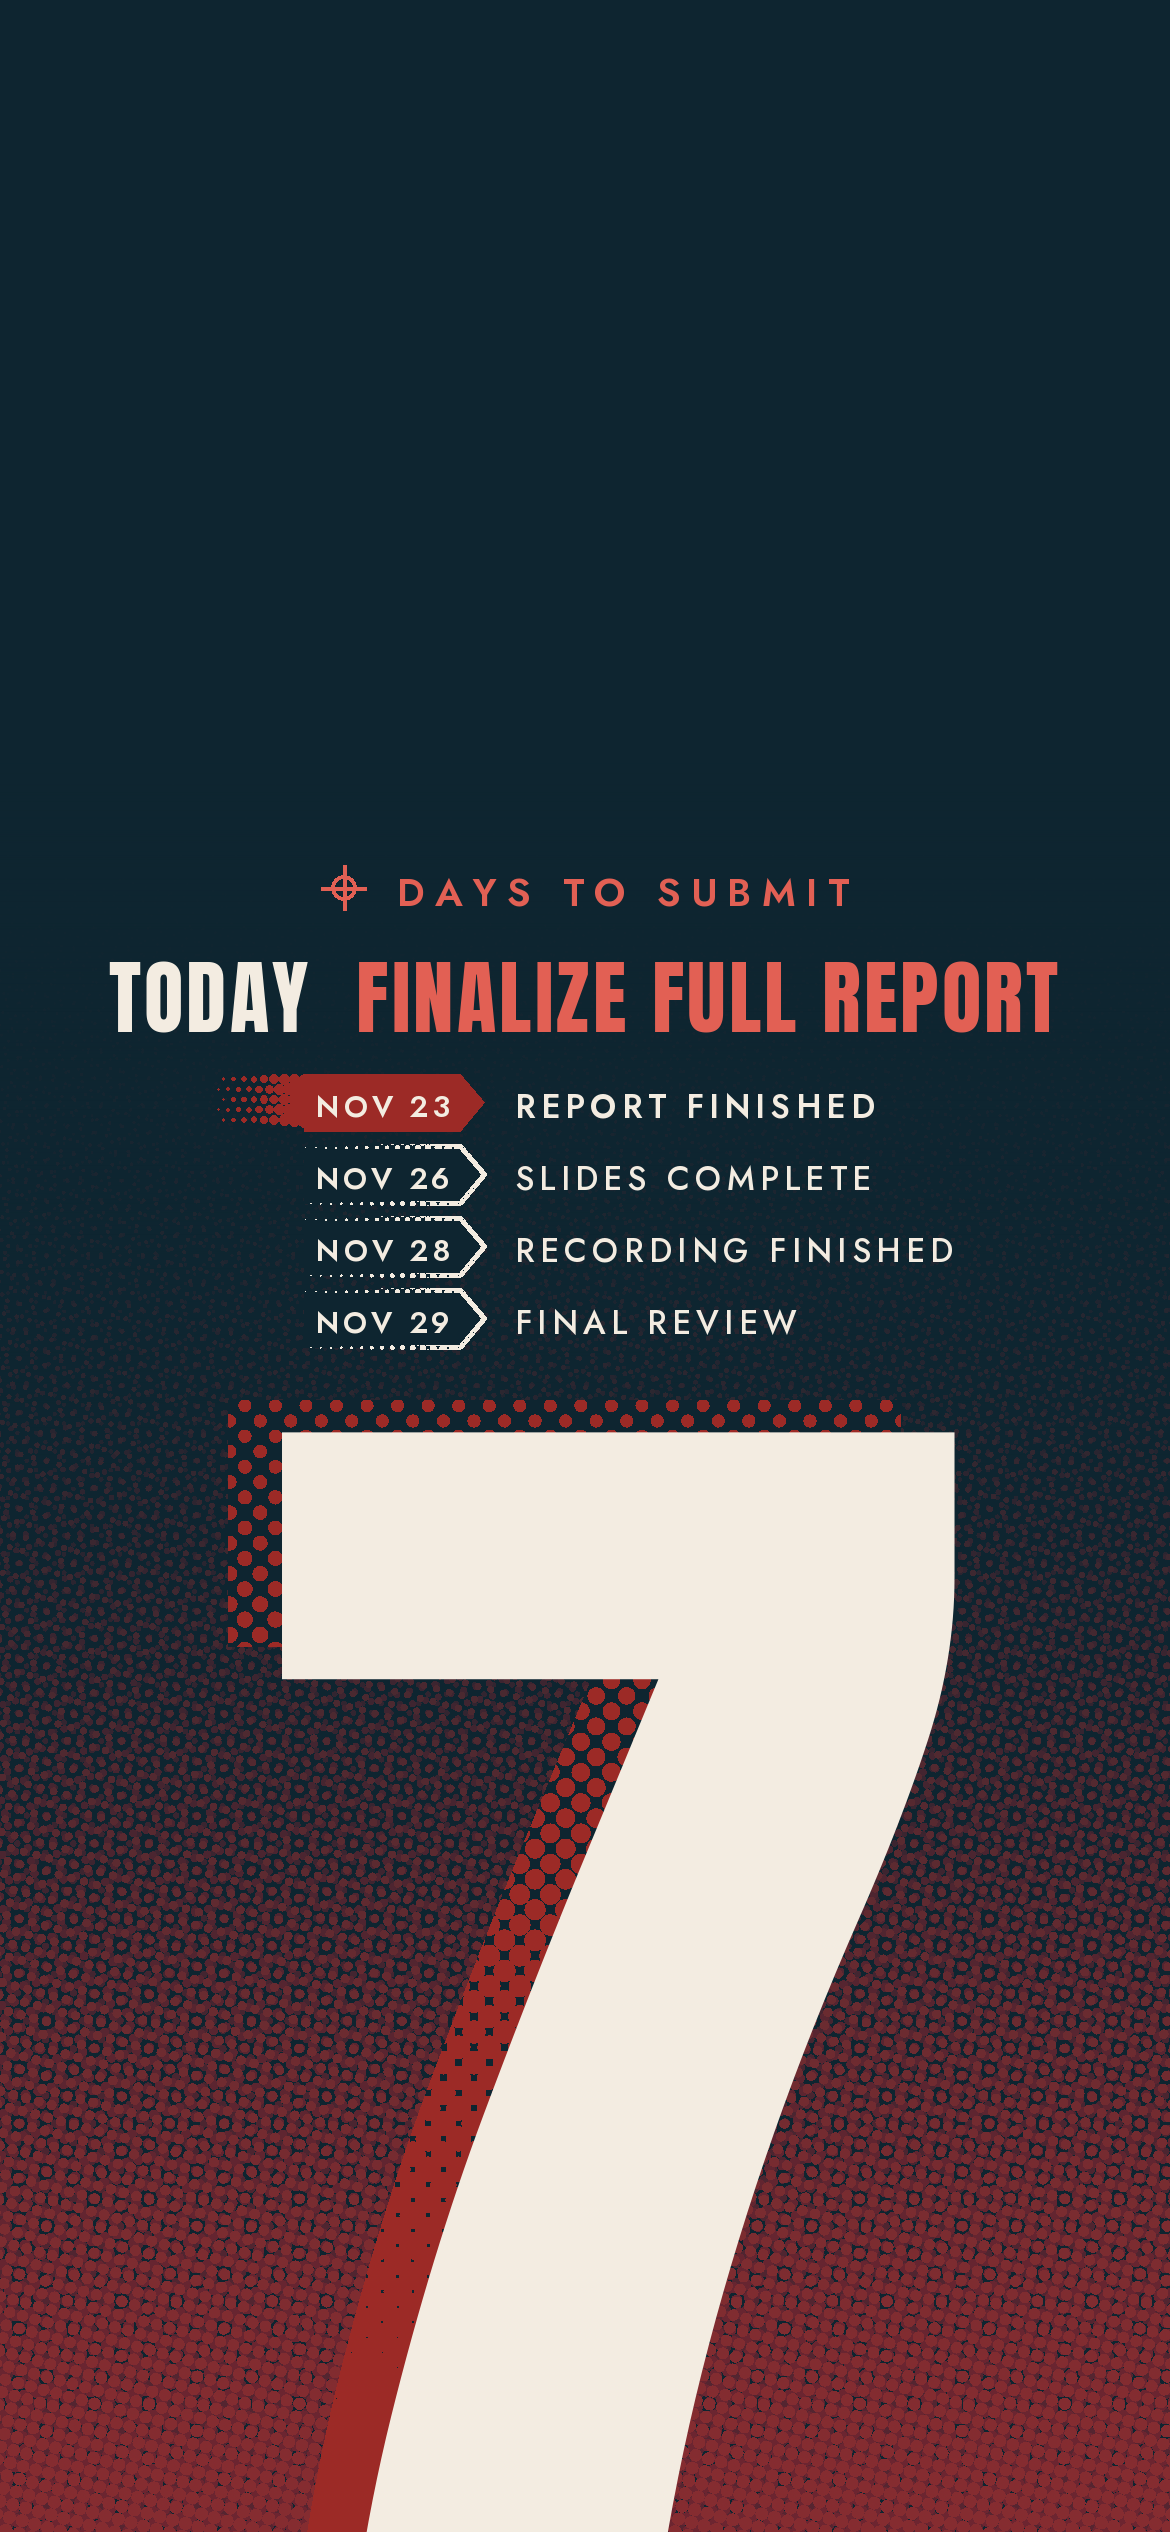 DAYS TO SUBMIT
TODAY FINALIZE FULL REPORT
NOV 23 REPORT FINISHED
NOV 26 SLIDES COMPLETE
NOV 28 RECORDING FINISHED
NOV 29 FINAL REVIEW
7